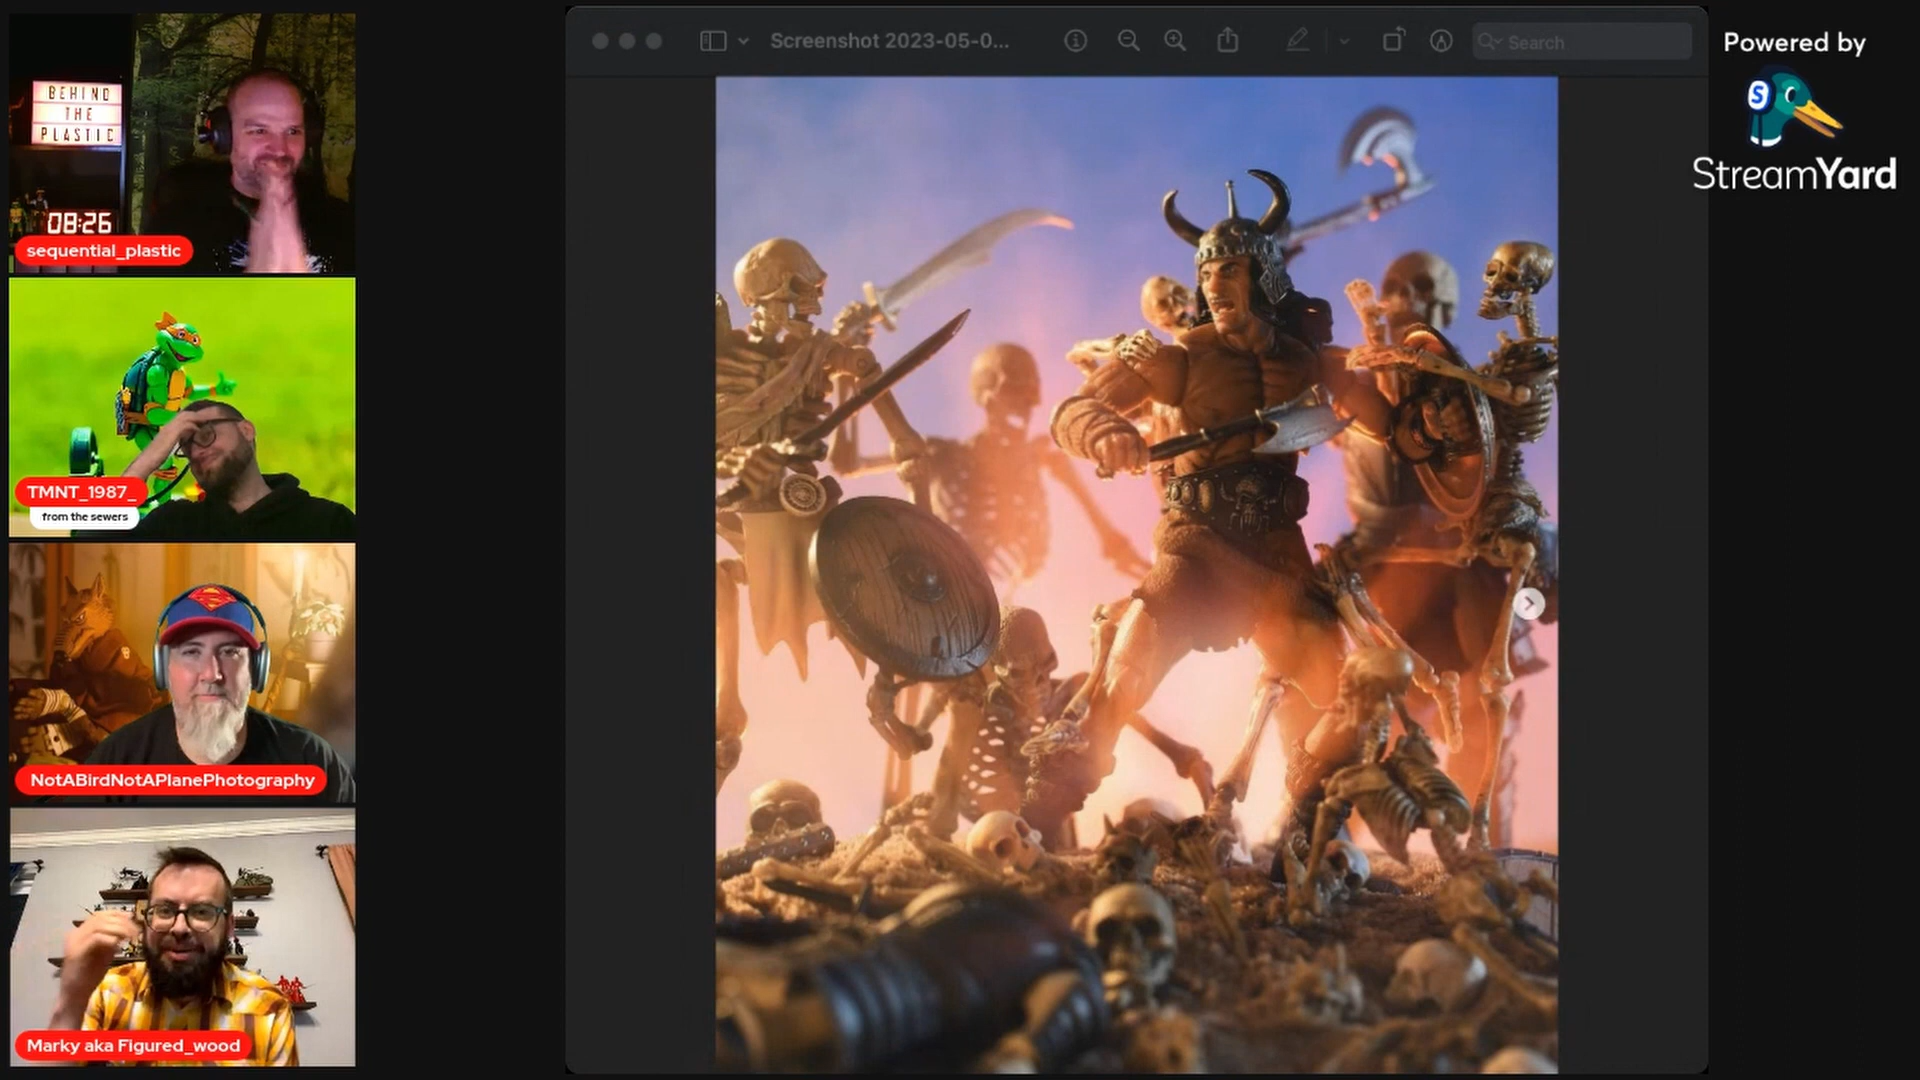 BEHIND
THE
PLASTIC
08:26
sequential_plastic
TMNT_1987_
from the sewers
NotABirdNotAPlanePhotography
Marky aka Figured_wood
Screenshot 2023-05-0...
Search
Powered by
S
StreamYard